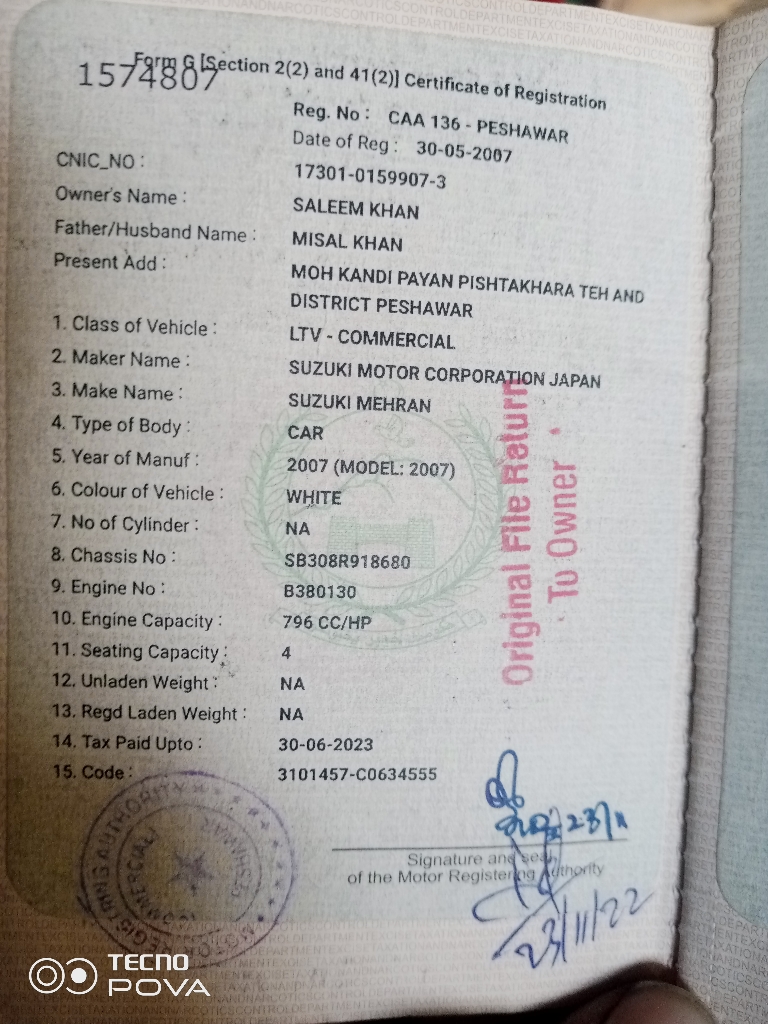 Form G [Section 2(2) and 41(2)] Certificate of Registration
1574807
Reg. No : CAA 136 - PESHAWAR
Date of Reg : 30-05-2007
CNIC_NO : 17301-0159907-3
Owner's Name : SALEEM KHAN
Father/Husband Name : MISAL KHAN
Present Add : MOH KANDI PAYAN PISHTAKHARA TEH AND
DISTRICT PESHAWAR
1. Class of Vehicle : LTV - COMMERCIAL
2. Maker Name : SUZUKI MOTOR CORPORATION JAPAN
3. Make Name : SUZUKI MEHRAN
4. Type of Body : CAR
5. Year of Manuf : 2007 (MODEL: 2007)
6. Colour of Vehicle : WHITE
7. No of Cylinder : NA
8. Chassis No : SB308R918680
9. Engine No : B380130
10. Engine Capacity : 796 CC/HP
11. Seating Capacity : 4
12. Unladen Weight : NA
13. Regd Laden Weight : NA
14. Tax Paid Upto : 30-06-2023
15. Code : 3101457-C0634555
Original File Return
To Owner
MOTOR REGISTRING AUTHORITY
(COMMERCIAL)
PESHAWAR
23/11
Signature and seal
of the Motor Registering Authority
23/11/22
TECNO
POVA